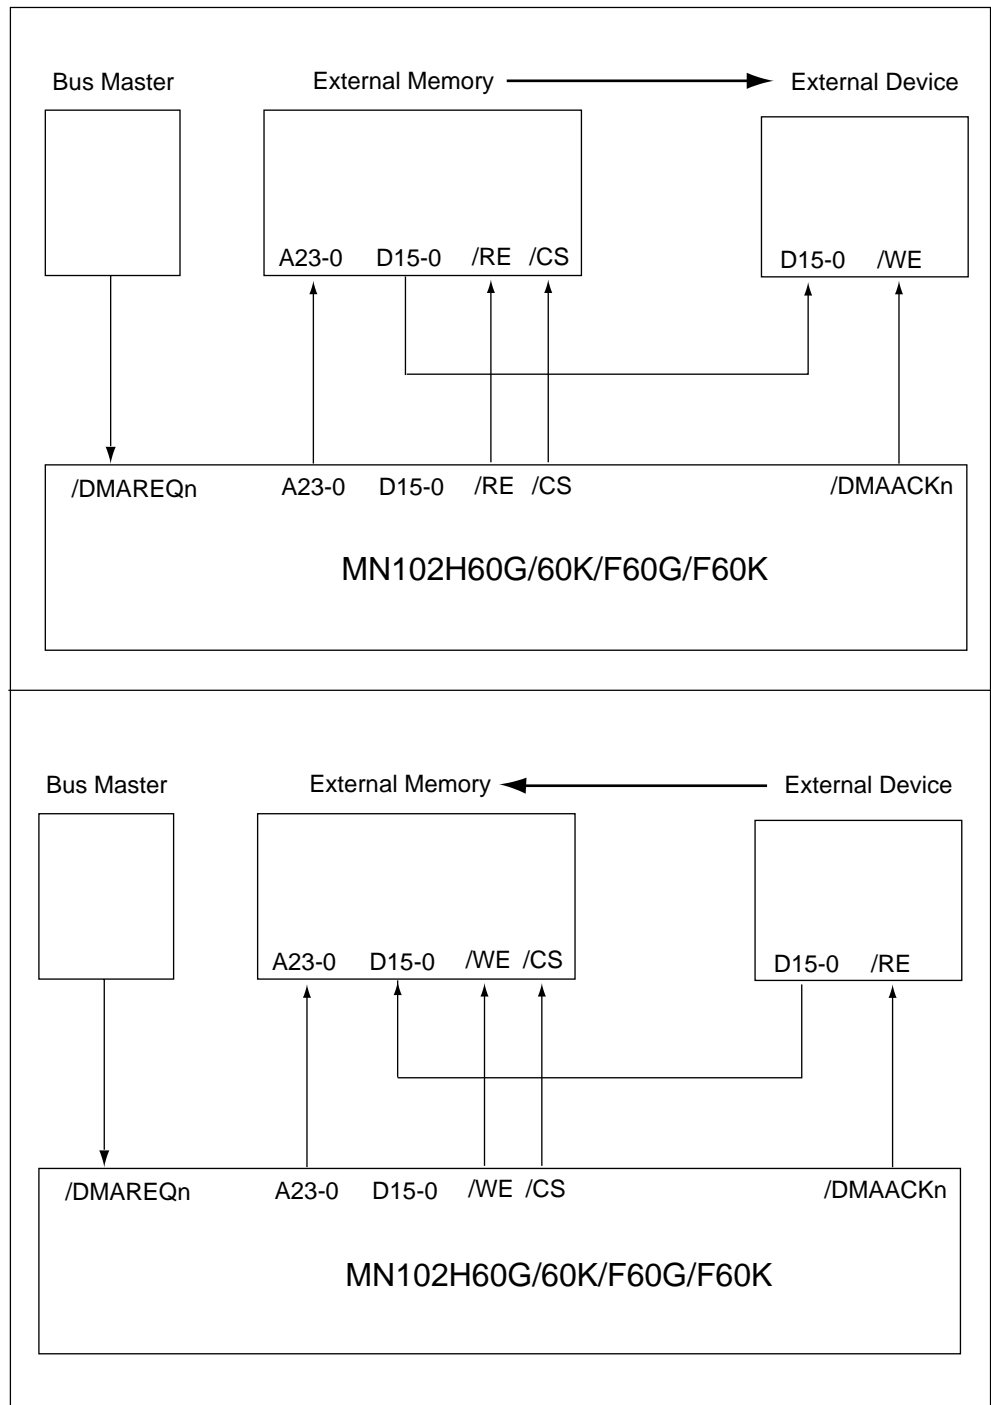 Bus Master External Memory External Device
A23-0 D15-0 /RE /CS D15-0 /WE
/DMAREQn A23-0 D15-0 /RE /CS /DMAACKn
MN102H60G/60K/F60G/F60K
Bus Master External Memory External Device
A23-0 D15-0 /WE /CS D15-0 /RE
/DMAREQn A23-0 D15-0 /WE /CS /DMAACKn
MN102H60G/60K/F60G/F60K